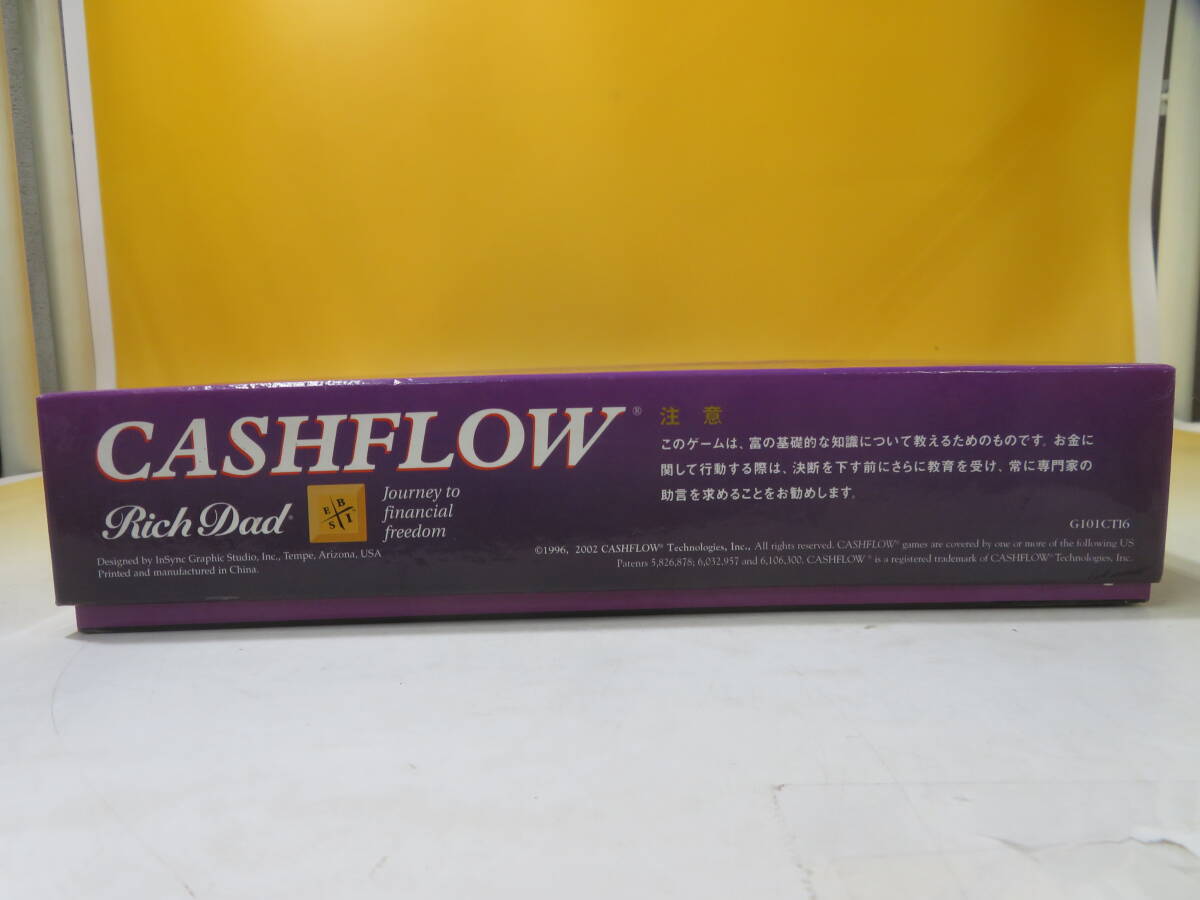 CASHFLOW®
Rich Dad®
E B S I
Journey to
financial
freedom
Designed by InSync Graphic Studio, Inc., Tempe, Arizona, USA
Printed and manufactured in China.
注 意
このゲームは、富の基礎的な知識について教えるためのものです。お金に
関して行動する際は、決断を下す前にさらに教育を受け、常に専門家の
助言を求めることをお勧めします。
G101CTI6
©1996, 2002 CASHFLOW® Technologies, Inc., All rights reserved. CASHFLOW® games are covered by one or more of the following US
Patents 5,826,878; 6,032,957 and 6,106,300. CASHFLOW ® is a registered trademark of CASHFLOW® Technologies, Inc.